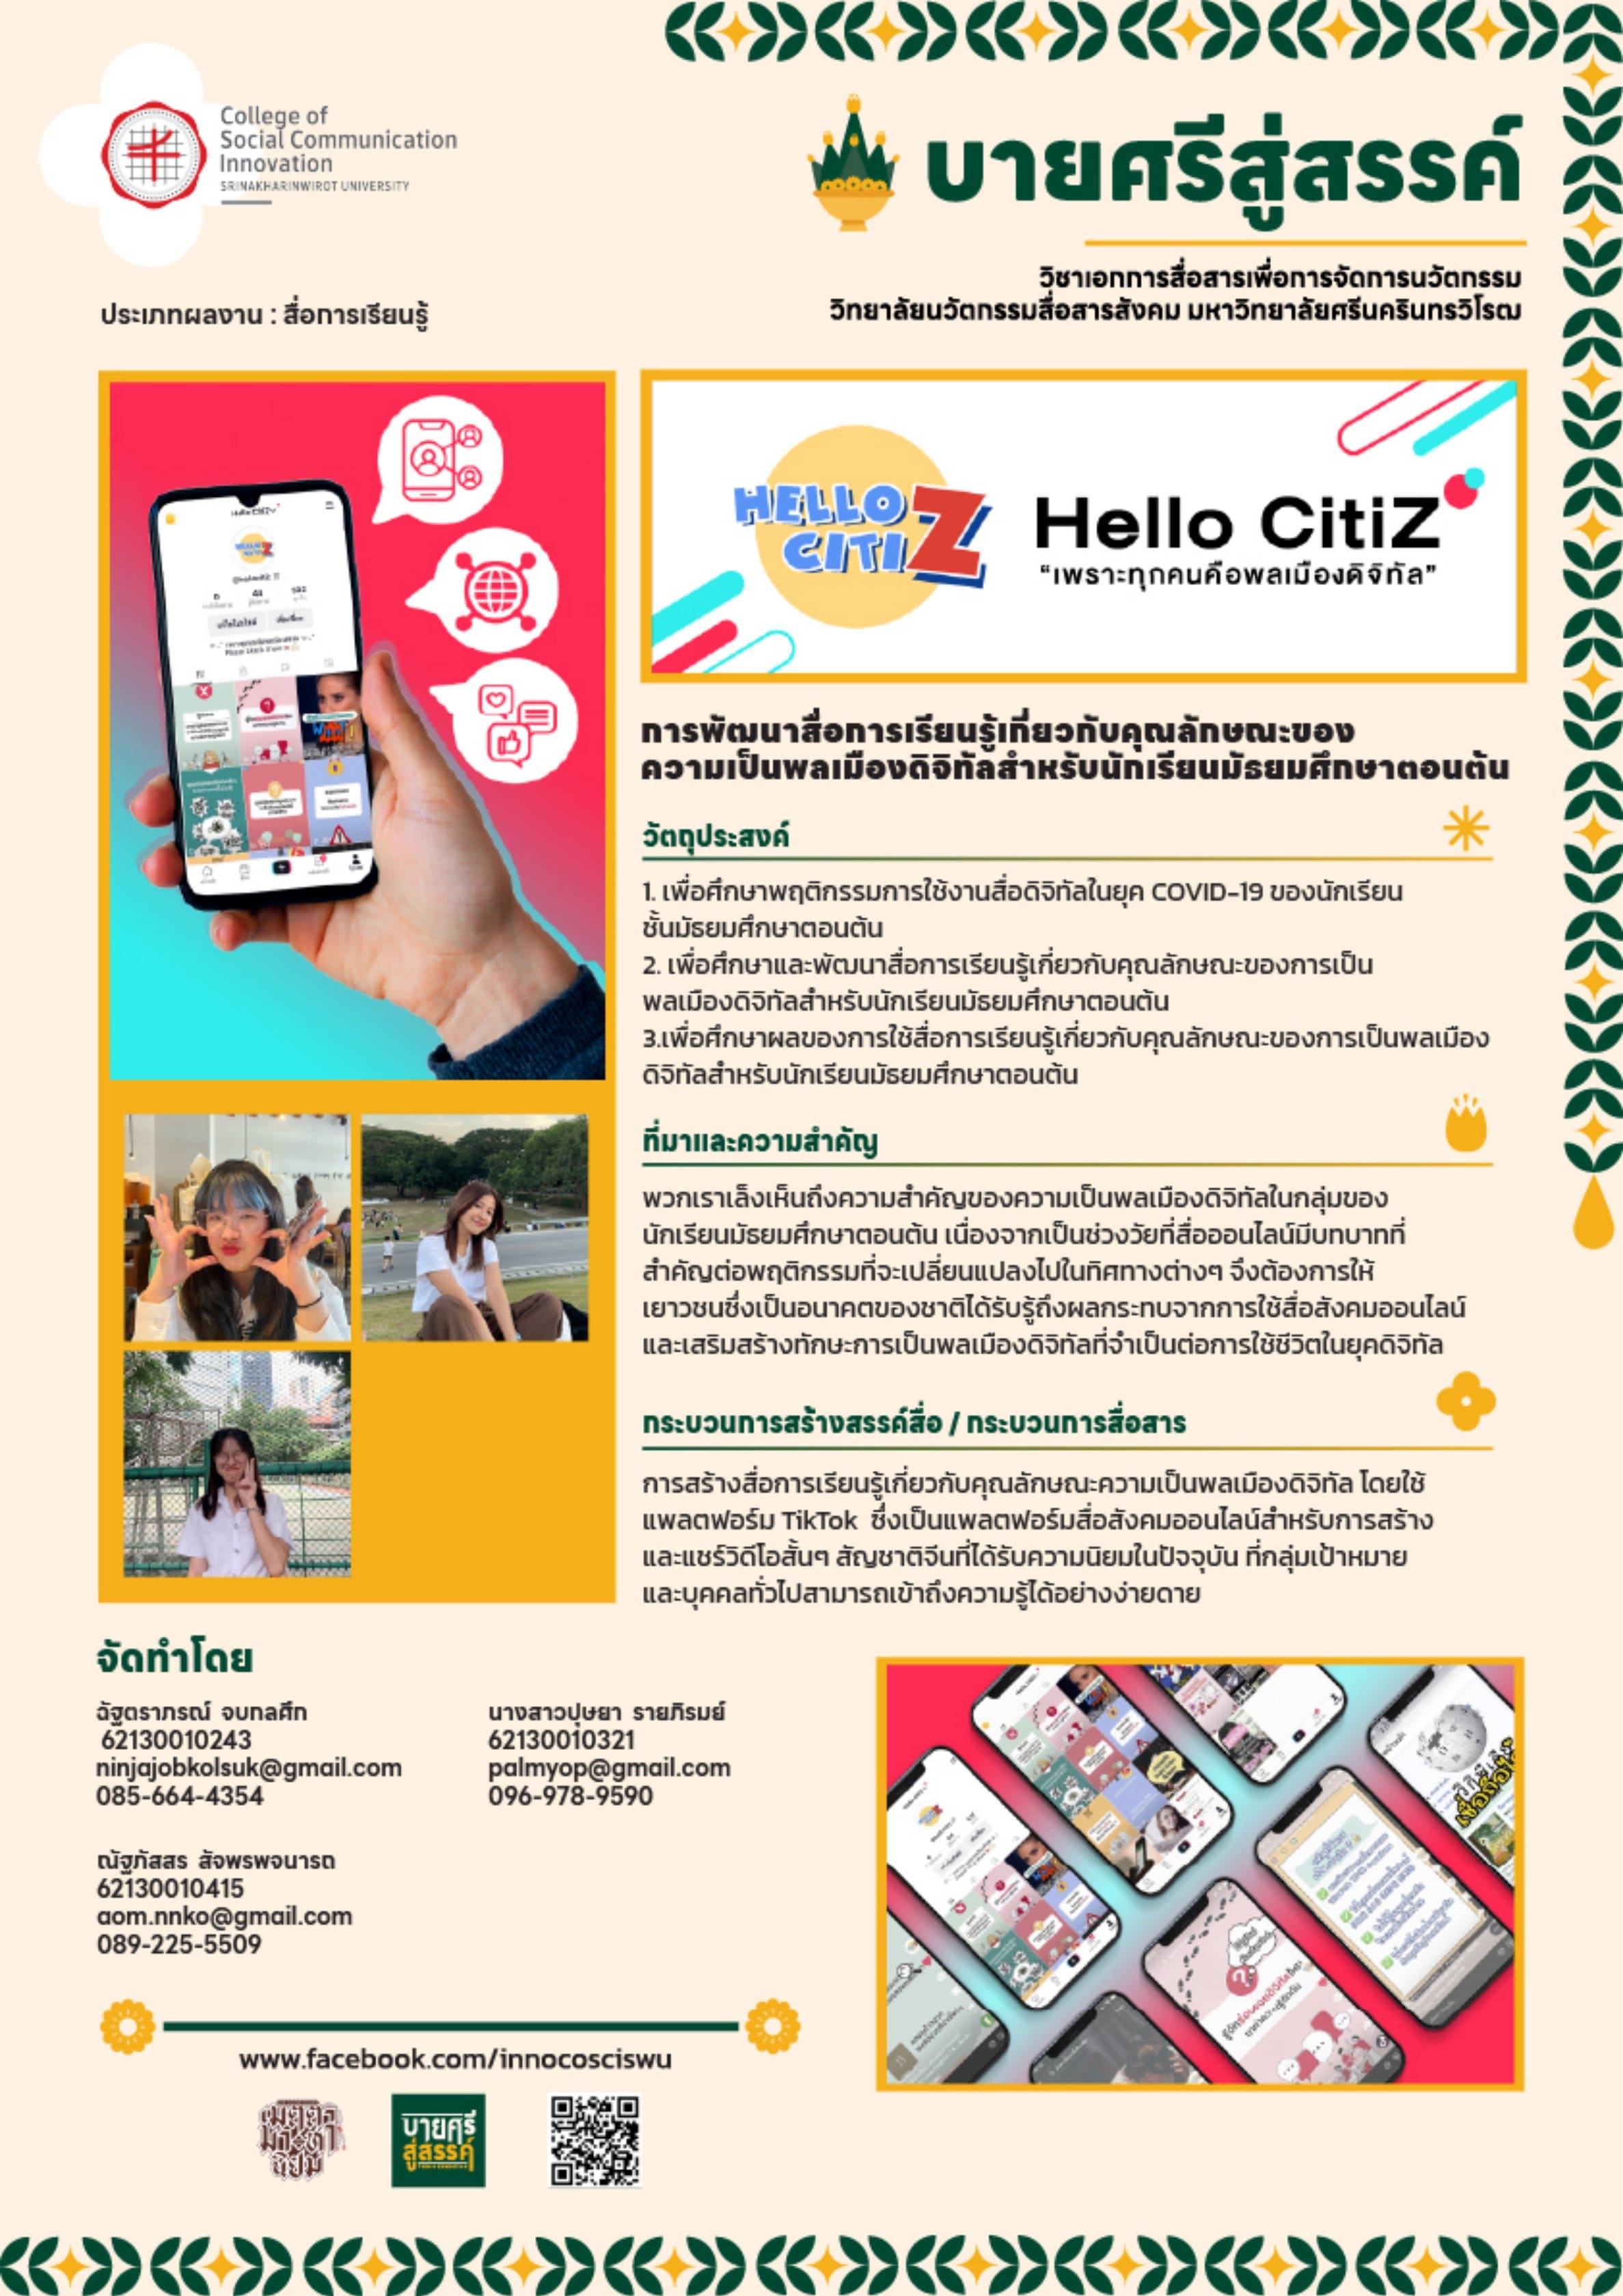 College of
Social Communication
Innovation
SRINAKHARINWIROT UNIVERSITY
บายศรีสู่สรรค์
วิชาเอกการสื่อสารเพื่อการจัดการนวัตกรรม
วิทยาลัยนวัตกรรมสื่อสารสังคม มหาวิทยาลัยศรีนครินทรวิโรฒ
ประเภทผลงาน : สื่อการเรียนรู้
HELLO
CITIZ
Hello CitiZ
“เพราะทุกคนคือพลเมืองดิจิทัล”
การพัฒนาสื่อการเรียนรู้เกี่ยวกับคุณลักษณะของ
ความเป็นพลเมืองดิจิทัลสำหรับนักเรียนมัธยมศึกษาตอนต้น
วัตถุประสงค์
1. เพื่อศึกษาพฤติกรรมการใช้งานสื่อดิจิทัลในยุค COVID-19 ของนักเรียน
ชั้นมัธยมศึกษาตอนต้น
2. เพื่อศึกษาและพัฒนาสื่อการเรียนรู้เกี่ยวกับคุณลักษณะของการเป็น
พลเมืองดิจิทัลสำหรับนักเรียนมัธยมศึกษาตอนต้น
3.เพื่อศึกษาผลของการใช้สื่อการเรียนรู้เกี่ยวกับคุณลักษณะของการเป็นพลเมือง
ดิจิทัลสำหรับนักเรียนมัธยมศึกษาตอนต้น
ที่มาและความสำคัญ
พวกเราเล็งเห็นถึงความสำคัญของความเป็นพลเมืองดิจิทัลในกลุ่มของ
นักเรียนมัธยมศึกษาตอนต้น เนื่องจากเป็นช่วงวัยที่สื่อออนไลน์มีบทบาทที่
สำคัญต่อพฤติกรรมที่จะเปลี่ยนแปลงไปในทิศทางต่างๆ จึงต้องการให้
เยาวชนซึ่งเป็นอนาคตของชาติได้รับรู้ถึงผลกระทบจากการใช้สื่อสังคมออนไลน์
และเสริมสร้างทักษะการเป็นพลเมืองดิจิทัลที่จำเป็นต่อการใช้ชีวิตในยุคดิจิทัล
กระบวนการสร้างสรรค์สื่อ / กระบวนการสื่อสาร
การสร้างสื่อการเรียนรู้เกี่ยวกับคุณลักษณะความเป็นพลเมืองดิจิทัล โดยใช้
แพลตฟอร์ม TikTok ซึ่งเป็นแพลตฟอร์มสื่อสังคมออนไลน์สำหรับการสร้าง
และแชร์วิดีโอสั้นๆ สัญชาติจีนที่ได้รับความนิยมในปัจจุบัน ที่กลุ่มเป้าหมาย
และบุคคลทั่วไปสามารถเข้าถึงความรู้ได้อย่างง่ายดาย
จัดทำโดย
ฉัฐตราภรณ์ จบกลศึก
62130010243
ninjajobkolsuk@gmail.com
085-664-4354
นางสาวปุษยา รายภิรมย์
62130010321
palmyop@gmail.com
096-978-9590
ณัฐภัสสร สัจพรพจนารถ
62130010415
aom.nnko@gmail.com
089-225-5509
www.facebook.com/innocosciswu
บายศรี
สู่สรรค์